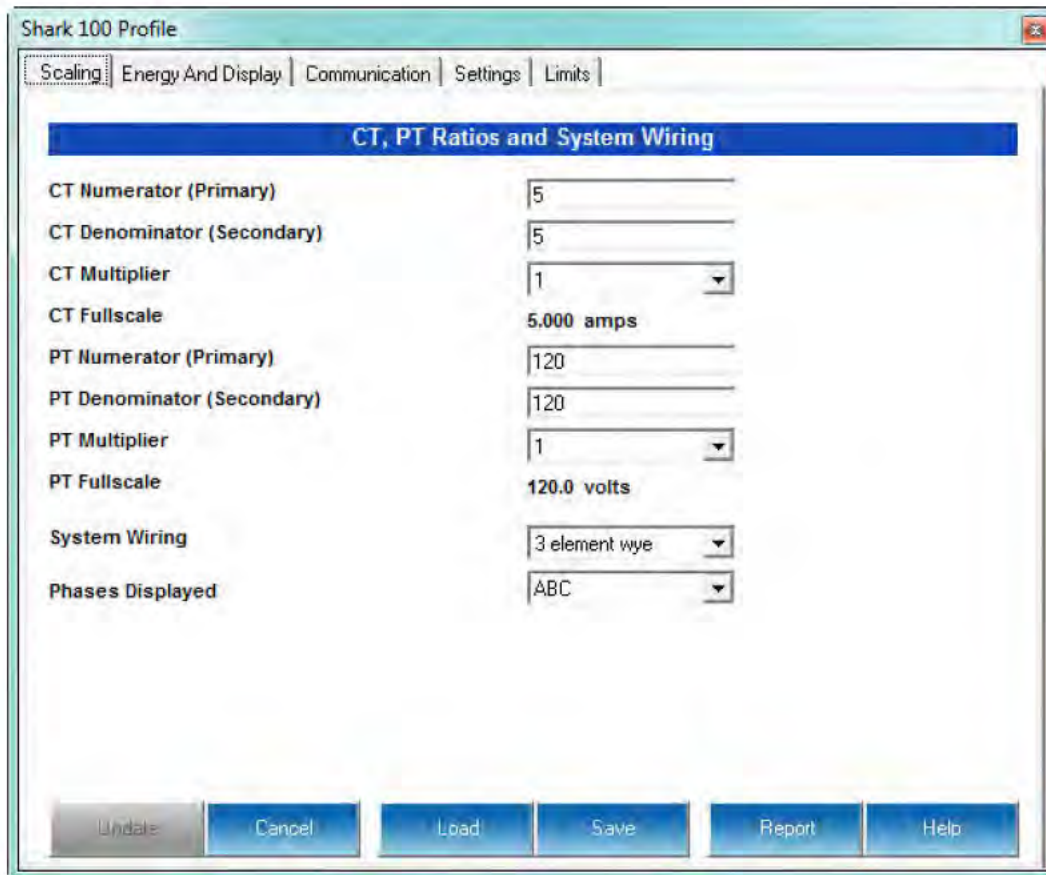 Shark 100 Profile
Scaling Energy And Display Communication Settings Limits
CT, PT Ratios and System Wiring
CT Numerator (Primary) 5
CT Denominator (Secondary) 5
CT Multiplier 1
CT Fullscale 5.000 amps
PT Numerator (Primary) 120
PT Denominator (Secondary) 120
PT Multiplier 1
PT Fullscale 120.0 volts
System Wiring 3 element wye
Phases Displayed ABC
Update Cancel Load Save Report Help